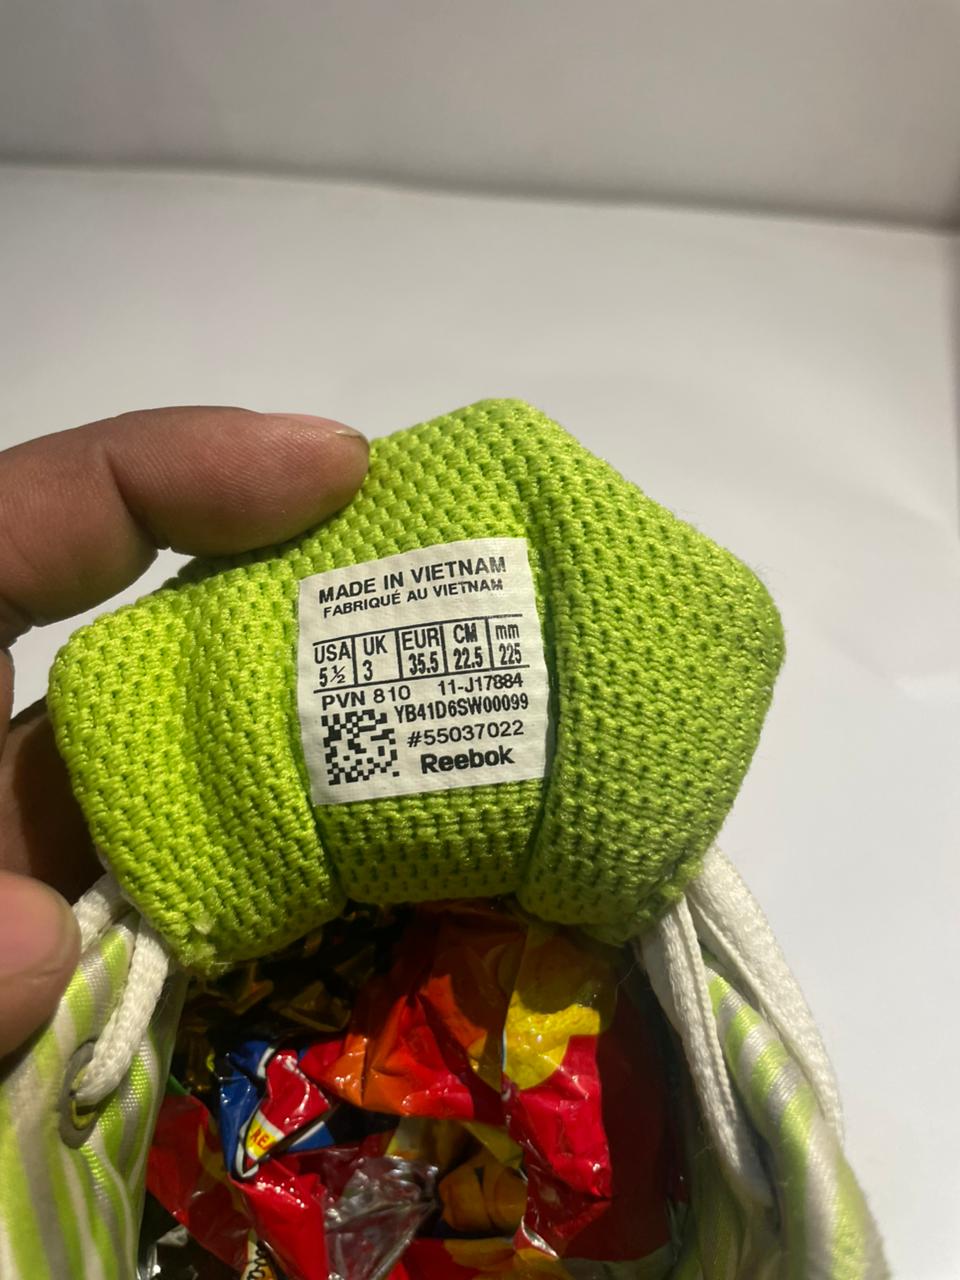 MADE IN VIETNAM
FABRIQUÉ AU VIETNAM
USA UK EUR CM mm
5½ 3 35.5 22.5 225
PVN 810 11-J17884
YB41D6SW00099
#55037022
Reebok